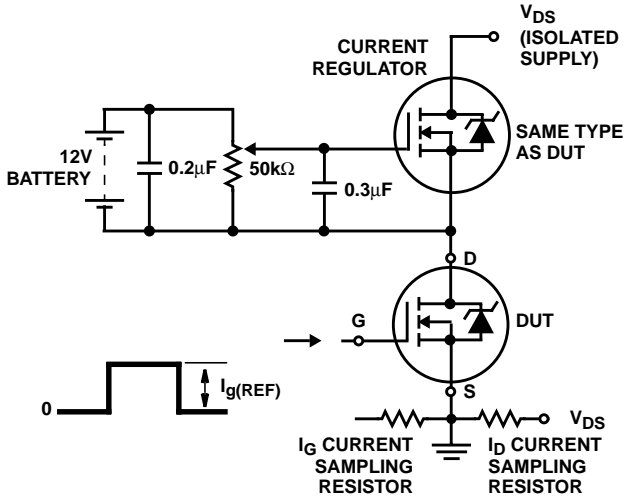 V_DS
(ISOLATED
SUPPLY)
CURRENT
REGULATOR
12V
BATTERY
0.2μF
50kΩ
0.3μF
SAME TYPE
AS DUT
D
G
DUT
S
0
I_g(REF)
V_DS
I_G CURRENT
SAMPLING
RESISTOR
I_D CURRENT
SAMPLING
RESISTOR